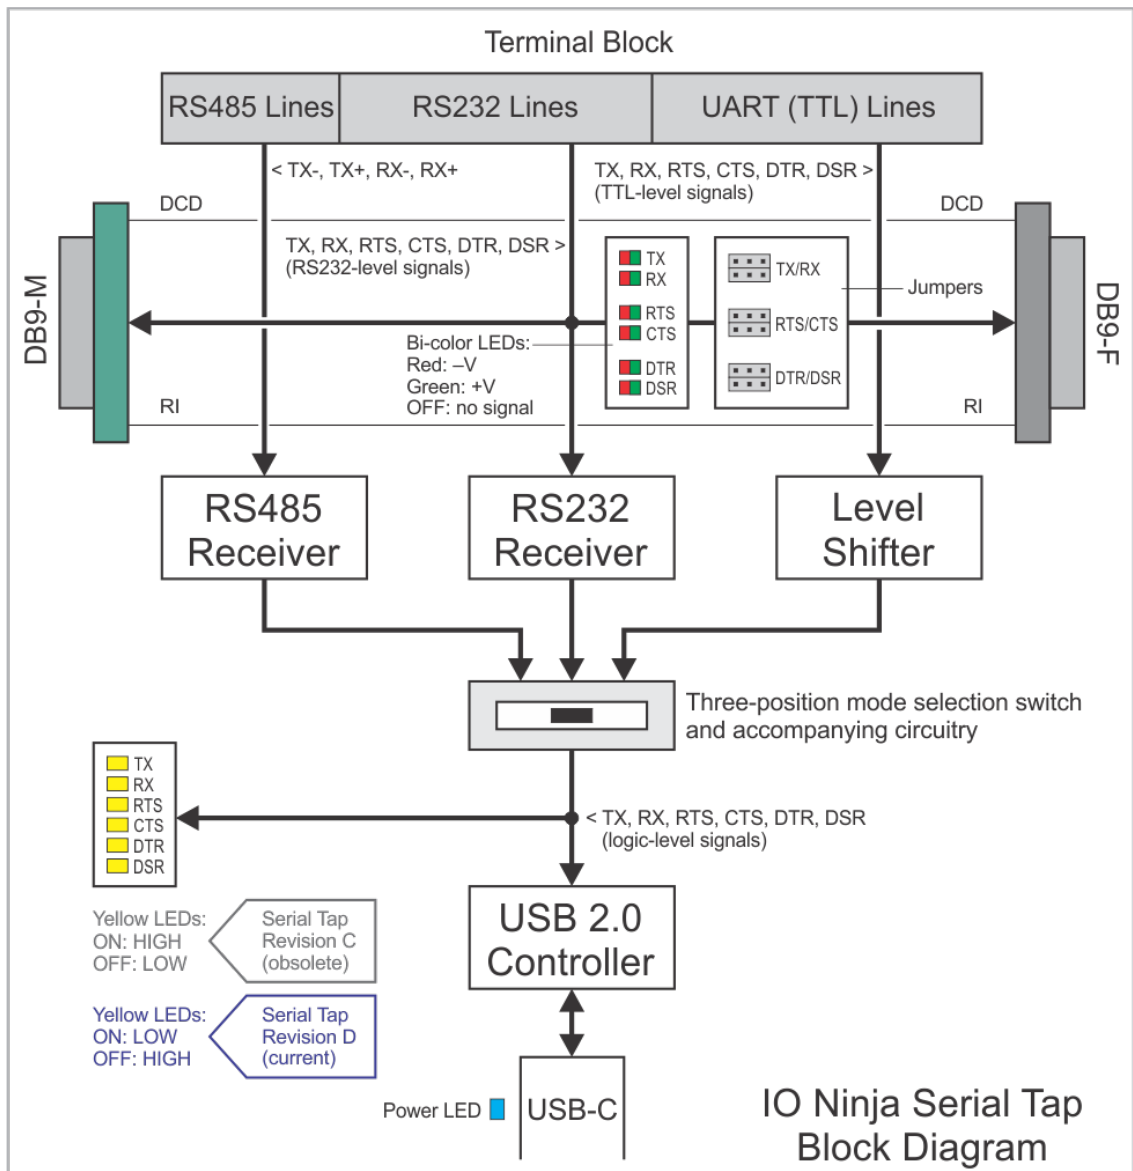 Terminal Block
RS485 Lines
RS232 Lines
UART (TTL) Lines
< TX-, TX+, RX-, RX+
TX, RX, RTS, CTS, DTR, DSR >
(TTL-level signals)
DCD
DCD
TX, RX, RTS, CTS, DTR, DSR >
(RS232-level signals)
TX
RX
RTS
CTS
DTR
DSR
TX/RX
RTS/CTS
DTR/DSR
Jumpers
DB9-M
DB9-F
Bi-color LEDs:
Red: –V
Green: +V
OFF: no signal
RI
RI
RS485
Receiver
RS232
Receiver
Level
Shifter
Three-position mode selection switch
and accompanying circuitry
TX
RX
RTS
CTS
DTR
DSR
< TX, RX, RTS, CTS, DTR, DSR
(logic-level signals)
USB 2.0
Controller
Yellow LEDs:
ON: HIGH
OFF: LOW
Serial Tap
Revision C
(obsolete)
Yellow LEDs:
ON: LOW
OFF: HIGH
Serial Tap
Revision D
(current)
Power LED
USB-C
IO Ninja Serial Tap
Block Diagram